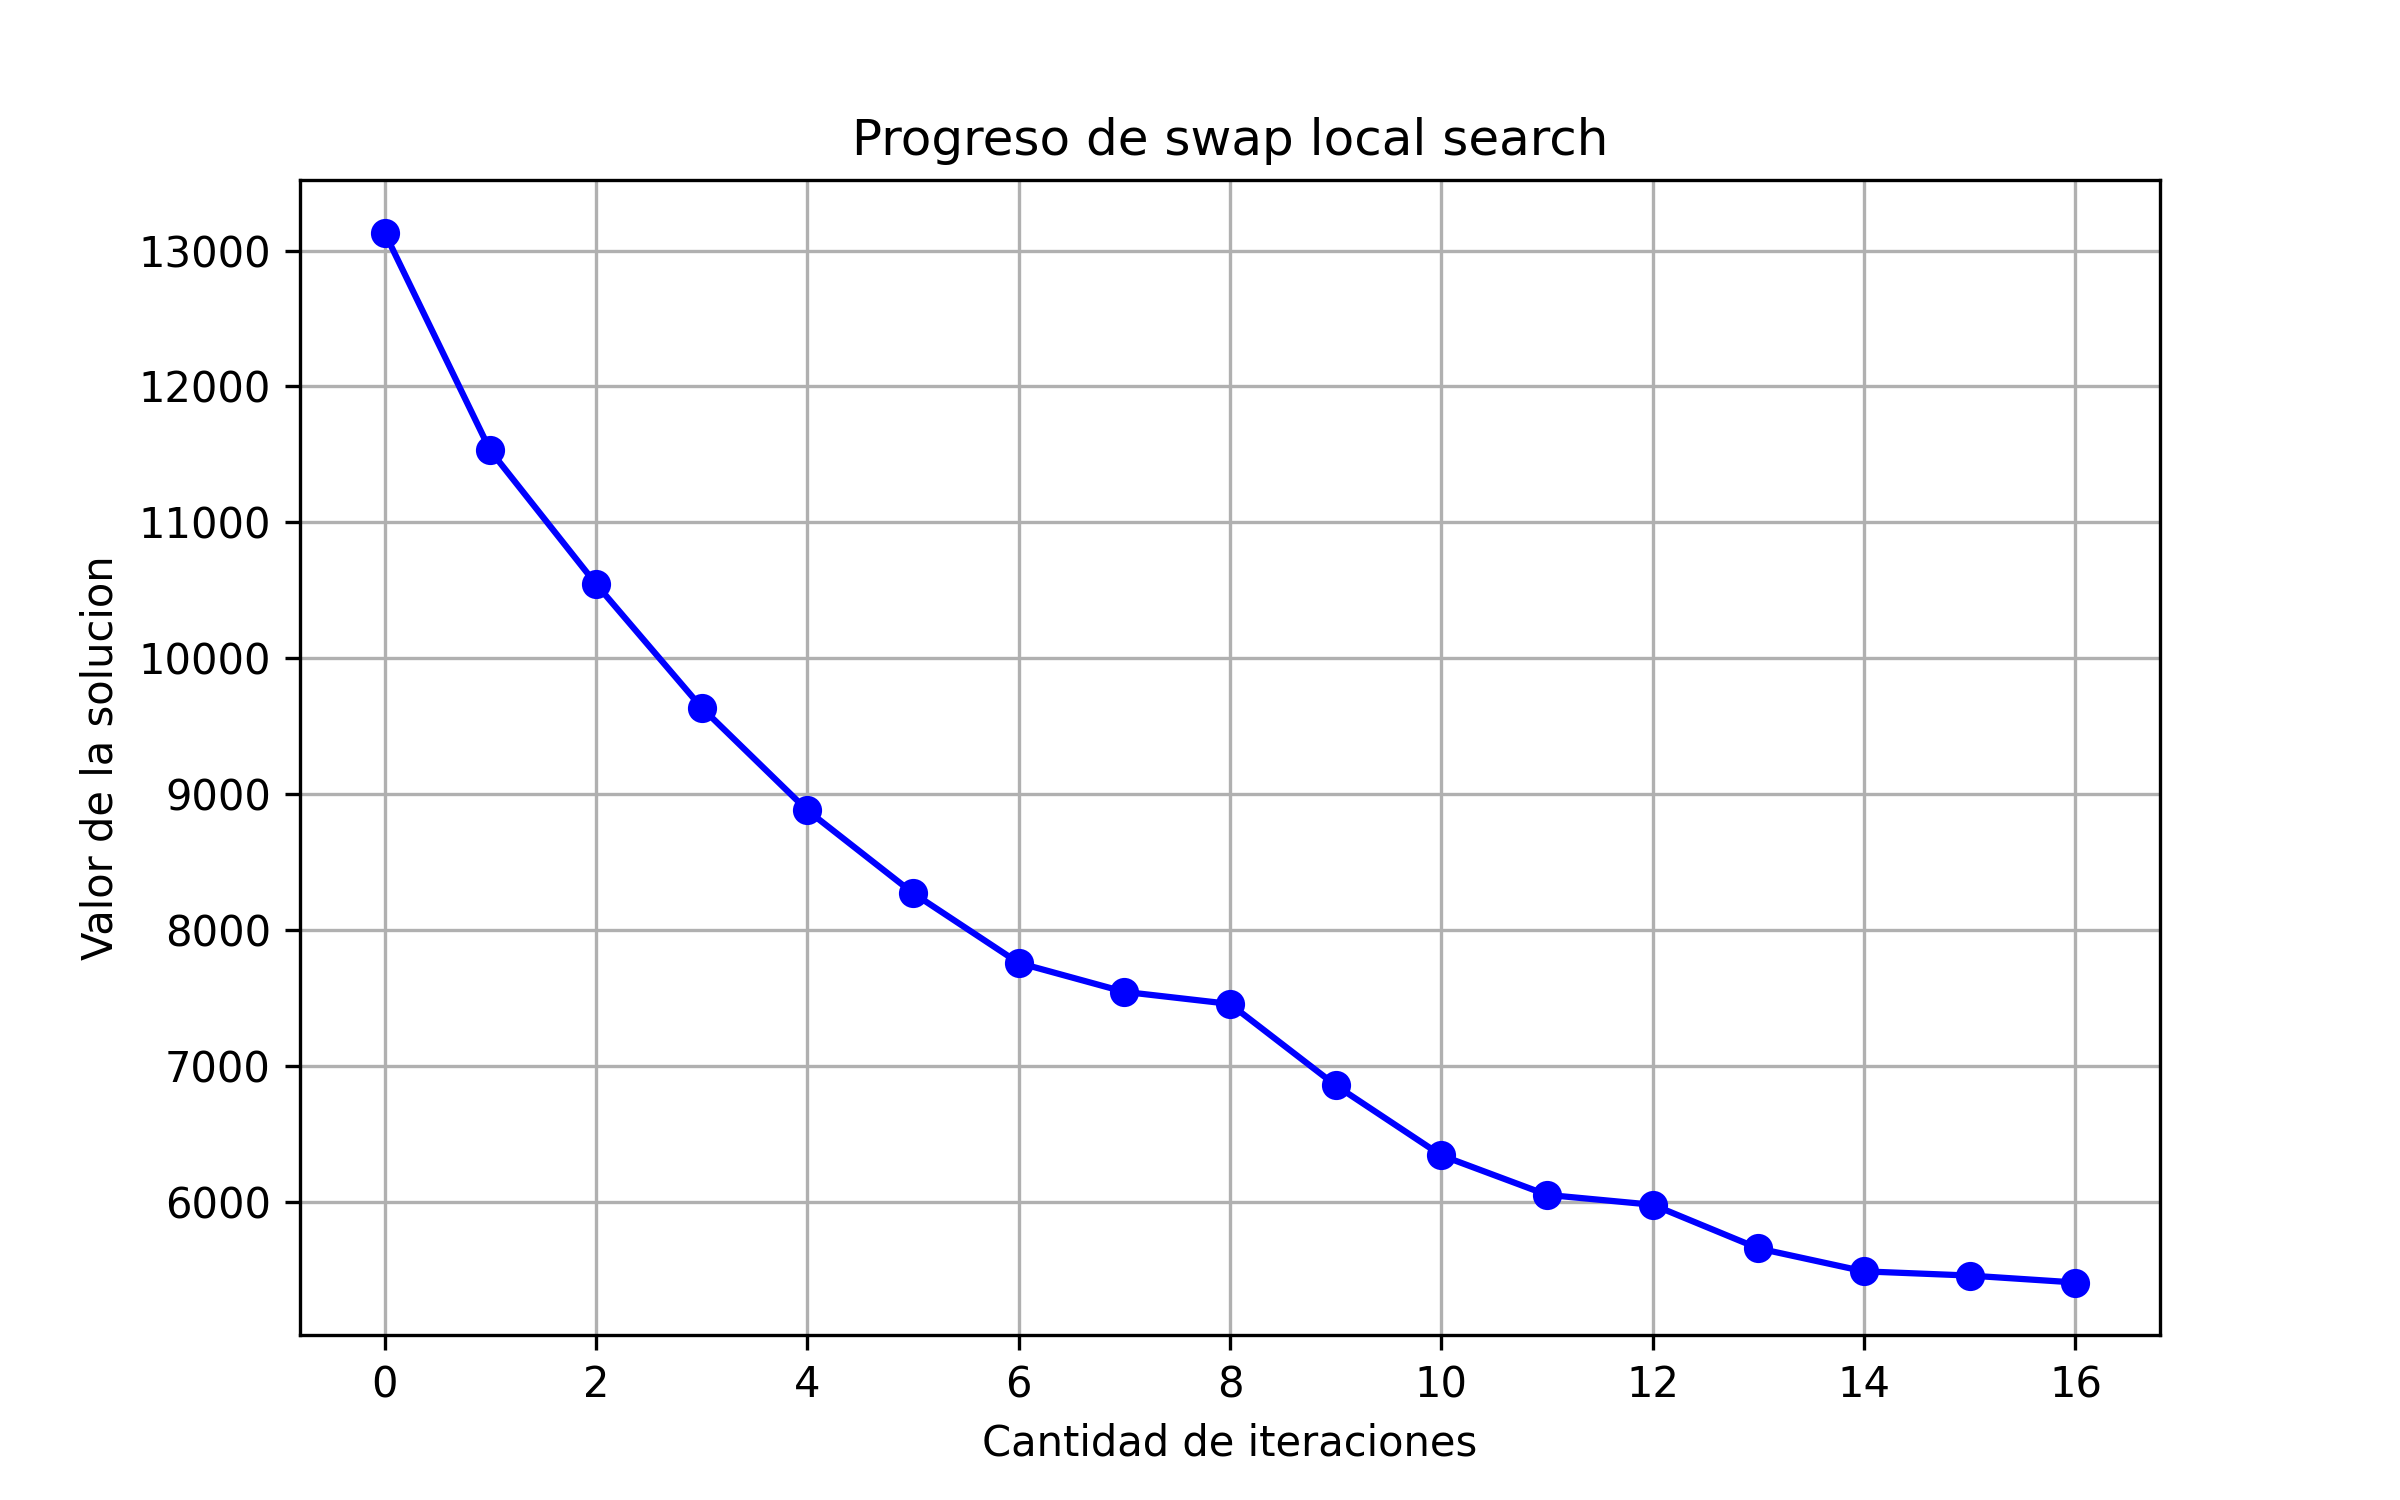 Progreso de swap local search
Valor de la solucion
13000
12000
11000
10000
9000
8000
7000
6000
0 2 4 6 8 10 12 14 16
Cantidad de iteraciones